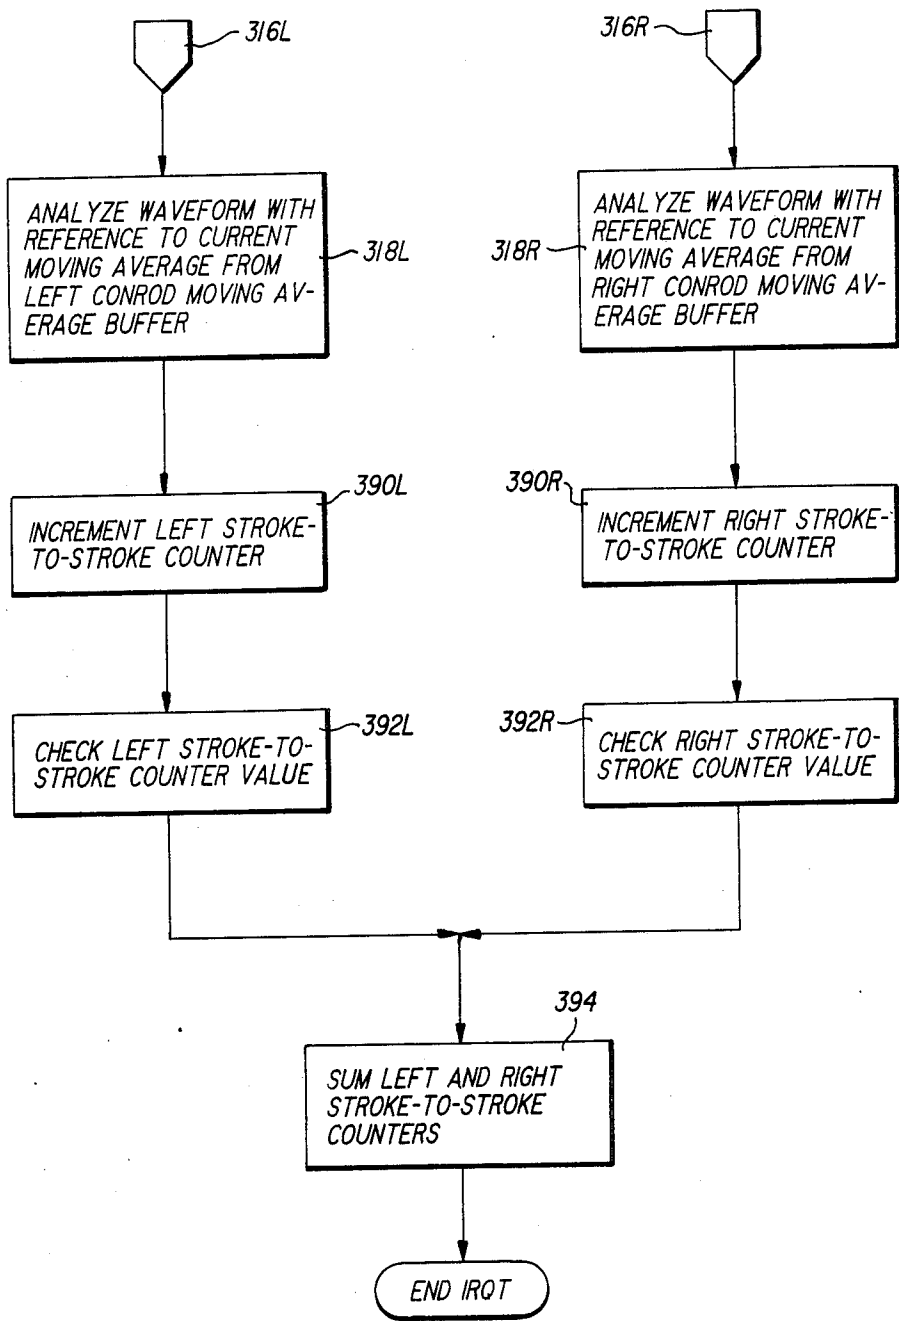 316L
316R
ANALYZE WAVEFORM WITH
REFERENCE TO CURRENT
MOVING AVERAGE FROM
LEFT CONROD MOVING AV-
ERAGE BUFFER
318L
318R
ANALYZE WAVEFORM WITH
REFERENCE TO CURRENT
MOVING AVERAGE FROM
RIGHT CONROD MOVING AV-
ERAGE BUFFER
390L
INCREMENT LEFT STROKE-
TO-STROKE COUNTER
390R
INCREMENT RIGHT STROKE-
TO-STROKE COUNTER
392L
CHECK LEFT STROKE-TO-
STROKE COUNTER VALUE
392R
CHECK RIGHT STROKE-TO-
STROKE COUNTER VALUE
394
SUM LEFT AND RIGHT
STROKE-TO-STROKE
COUNTERS
END IRQT